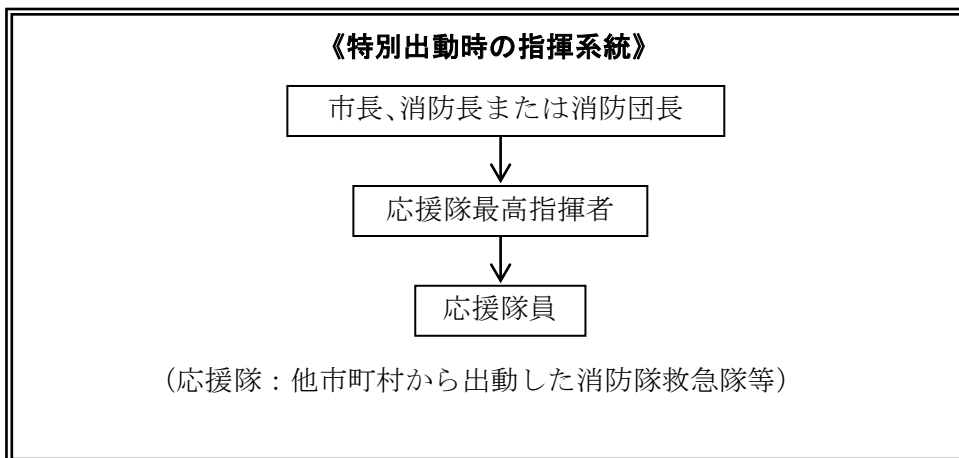 《特別出動時の指揮系統》
市長、消防長または消防団長
応援隊最高指揮者
応援隊員
（応援隊：他市町村から出動した消防隊救急隊等）